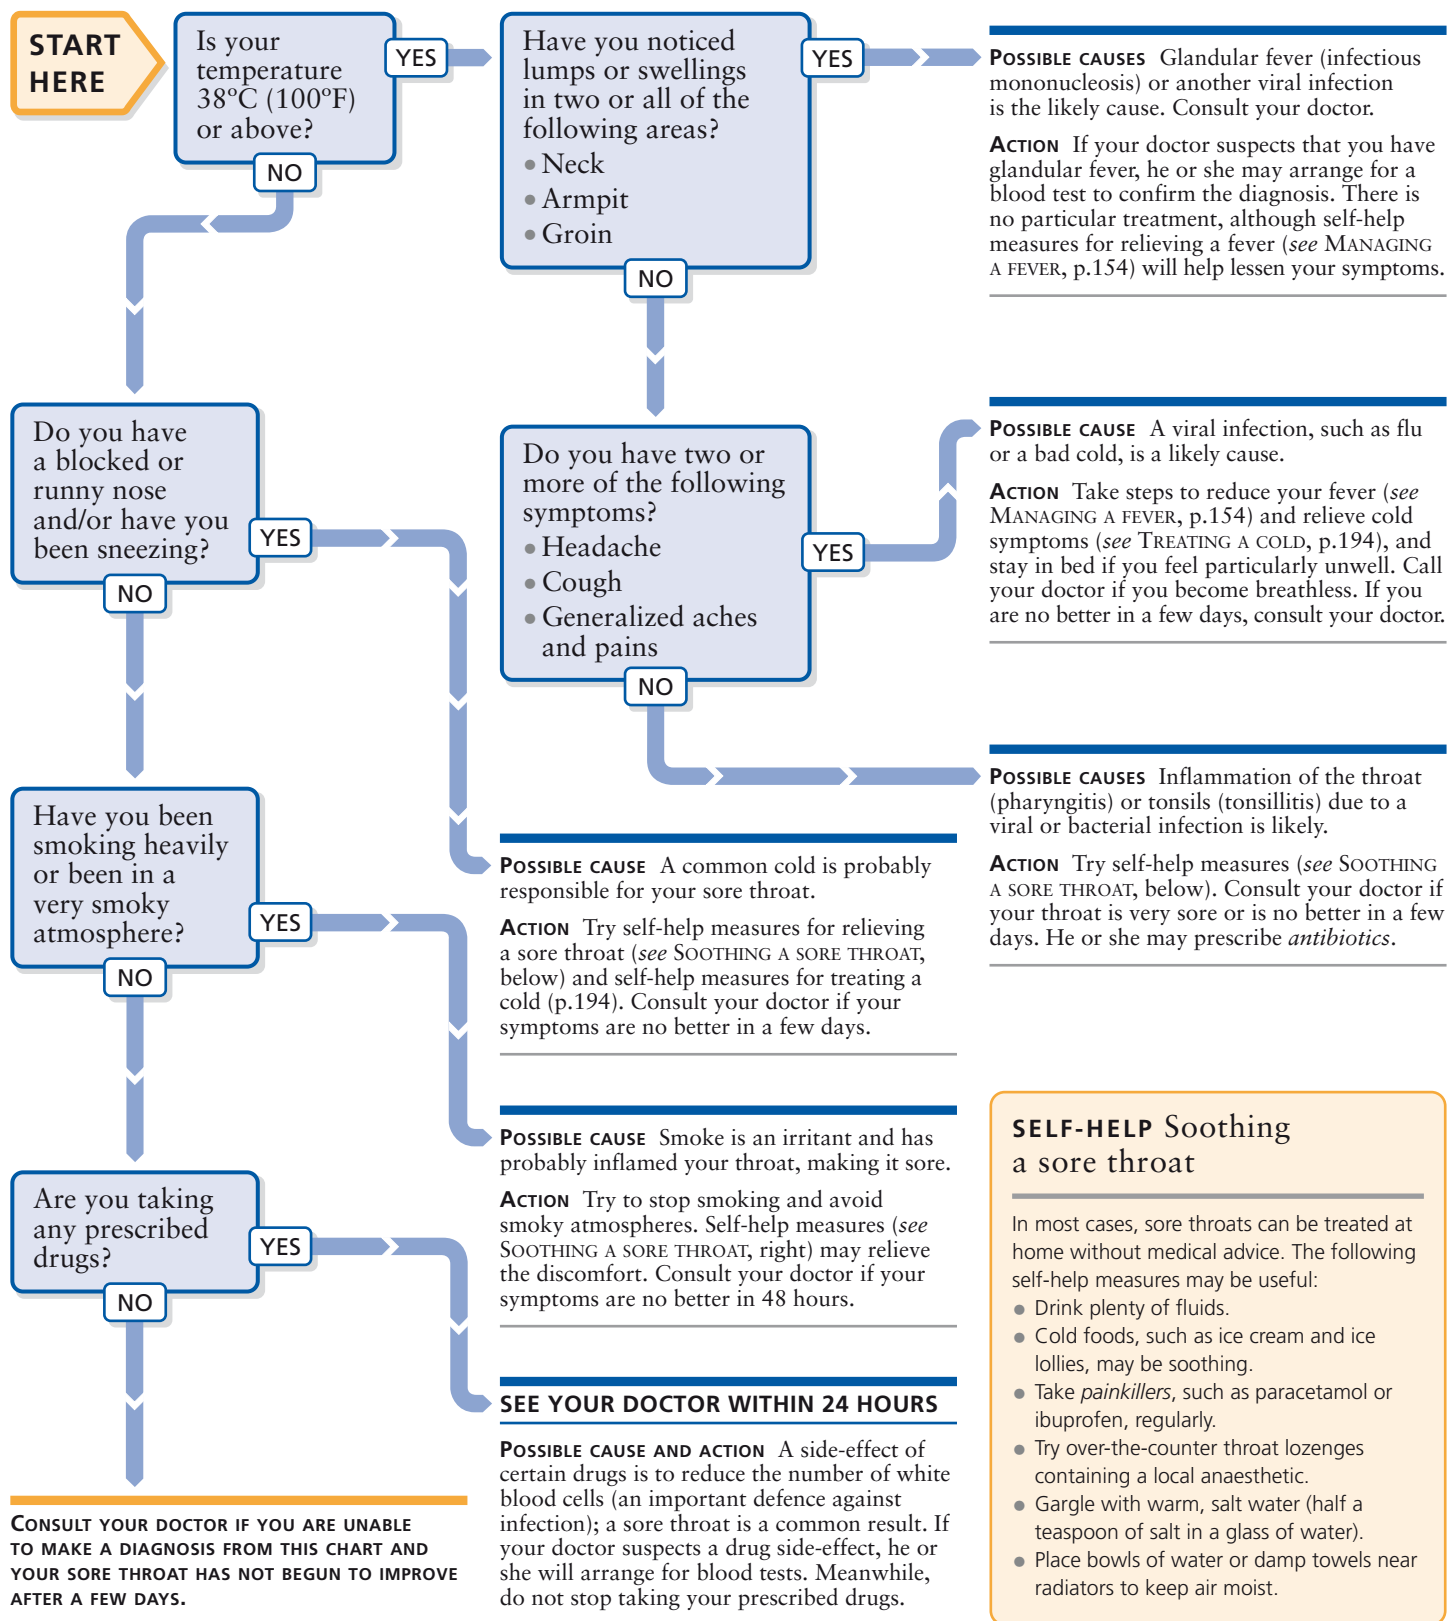 START
HERE
Is your
temperature
38ºC (100ºF)
or above?
YES
NO
Have you noticed
lumps or swellings
in two or all of the
following areas?
• Neck
• Armpit
• Groin
YES
NO
POSSIBLE CAUSES Glandular fever (infectious
mononucleosis) or another viral infection
is the likely cause. Consult your doctor.
ACTION If your doctor suspects that you have
glandular fever, he or she may arrange for a
blood test to confirm the diagnosis. There is
no particular treatment, although self-help
measures for relieving a fever (see MANAGING
A FEVER, p.154) will help lessen your symptoms.
Do you have
a blocked or
runny nose
and/or have you
been sneezing?
YES
NO
Do you have two or
more of the following
symptoms?
• Headache
• Cough
• Generalized aches
and pains
YES
NO
POSSIBLE CAUSE A viral infection, such as flu
or a bad cold, is a likely cause.
ACTION Take steps to reduce your fever (see
MANAGING A FEVER, p.154) and relieve cold
symptoms (see TREATING A COLD, p.194), and
stay in bed if you feel particularly unwell. Call
your doctor if you become breathless. If you
are no better in a few days, consult your doctor.
POSSIBLE CAUSES Inflammation of the throat
(pharyngitis) or tonsils (tonsillitis) due to a
viral or bacterial infection is likely.
ACTION Try self-help measures (see SOOTHING
A SORE THROAT, below). Consult your doctor if
your throat is very sore or is no better in a few
days. He or she may prescribe antibiotics.
Have you been
smoking heavily
or been in a
very smoky
atmosphere?
YES
NO
POSSIBLE CAUSE A common cold is probably
responsible for your sore throat.
ACTION Try self-help measures for relieving
a sore throat (see SOOTHING A SORE THROAT,
below) and self-help measures for treating a
cold (p.194). Consult your doctor if your
symptoms are no better in a few days.
POSSIBLE CAUSE Smoke is an irritant and has
probably inflamed your throat, making it sore.
ACTION Try to stop smoking and avoid
smoky atmospheres. Self-help measures (see
SOOTHING A SORE THROAT, right) may relieve
the discomfort. Consult your doctor if your
symptoms are no better in 48 hours.
Are you taking
any prescribed
drugs?
YES
NO
SEE YOUR DOCTOR WITHIN 24 HOURS
POSSIBLE CAUSE AND ACTION A side-effect of
certain drugs is to reduce the number of white
blood cells (an important defence against
infection); a sore throat is a common result. If
your doctor suspects a drug side-effect, he or
she will arrange for blood tests. Meanwhile,
do not stop taking your prescribed drugs.
CONSULT YOUR DOCTOR IF YOU ARE UNABLE
TO MAKE A DIAGNOSIS FROM THIS CHART AND
YOUR SORE THROAT HAS NOT BEGUN TO IMPROVE
AFTER A FEW DAYS.
SELF-HELP Soothing
a sore throat
In most cases, sore throats can be treated at
home without medical advice. The following
self-help measures may be useful:
• Drink plenty of fluids.
• Cold foods, such as ice cream and ice
lollies, may be soothing.
• Take painkillers, such as paracetamol or
ibuprofen, regularly.
• Try over-the-counter throat lozenges
containing a local anaesthetic.
• Gargle with warm, salt water (half a
teaspoon of salt in a glass of water).
• Place bowls of water or damp towels near
radiators to keep air moist.